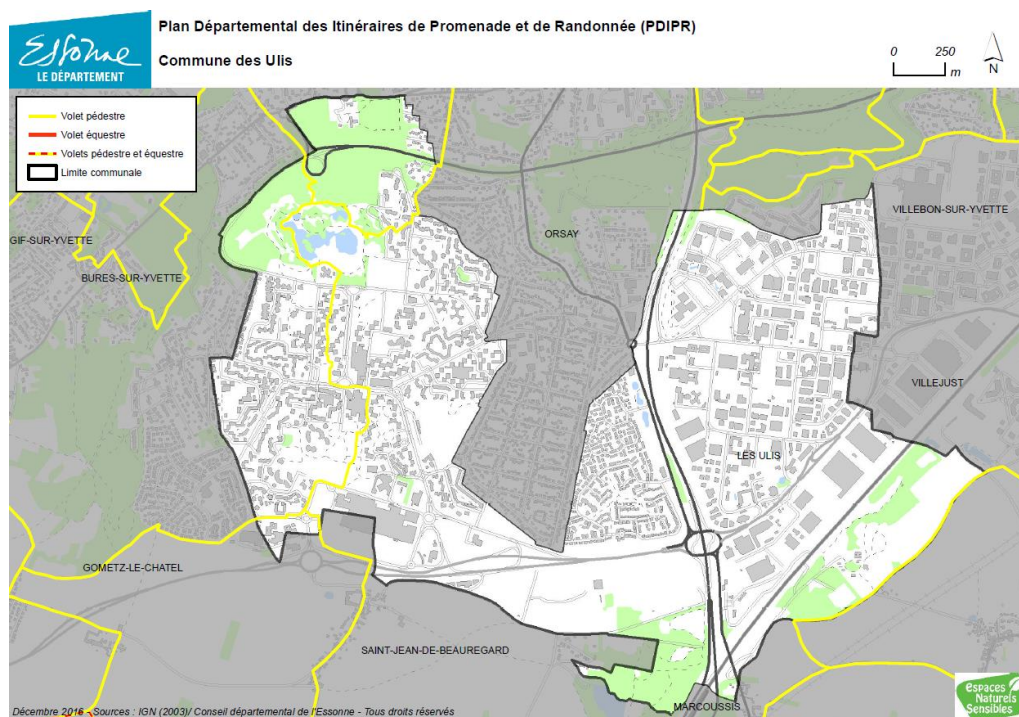 Essonne
LE DÉPARTEMENT
Plan Départemental des Itinéraires de Promenade et de Randonnée (PDIPR)
Commune des Ulis
0 250
m
N
Volet pédestre
Volet équestre
Volets pédestre et équestre
Limite communale
VILLEBON-SUR-YVETTE
ORSAY
GIF-SUR-YVETTE
BURES-SUR-YVETTE
VILLEJUST
LES ULIS
GOMETZ-LE-CHATEL
SAINT-JEAN-DE-BEAUREGARD
MARCOUSSIS
espaces
Naturels
Sensibles
Décembre 2016 - Sources : IGN (2003)/ Conseil départemental de l'Essonne - Tous droits réservés